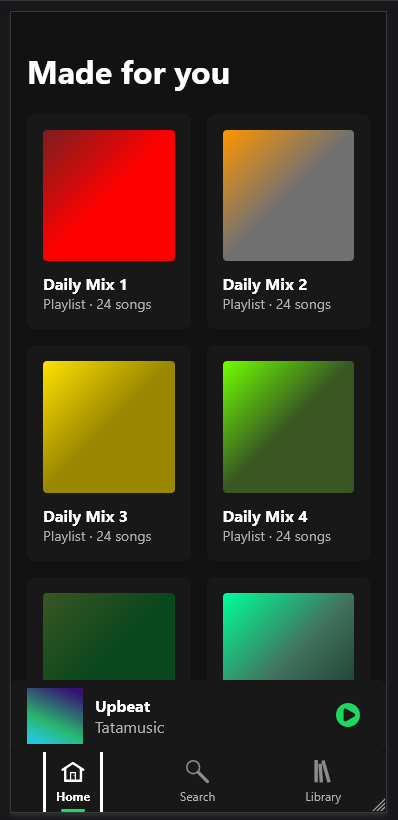 Made for you
Daily Mix 1
Playlist · 24 songs
Daily Mix 2
Playlist · 24 songs
Daily Mix 3
Playlist · 24 songs
Daily Mix 4
Playlist · 24 songs
Upbeat
Tatamusic
Home
Search
Library